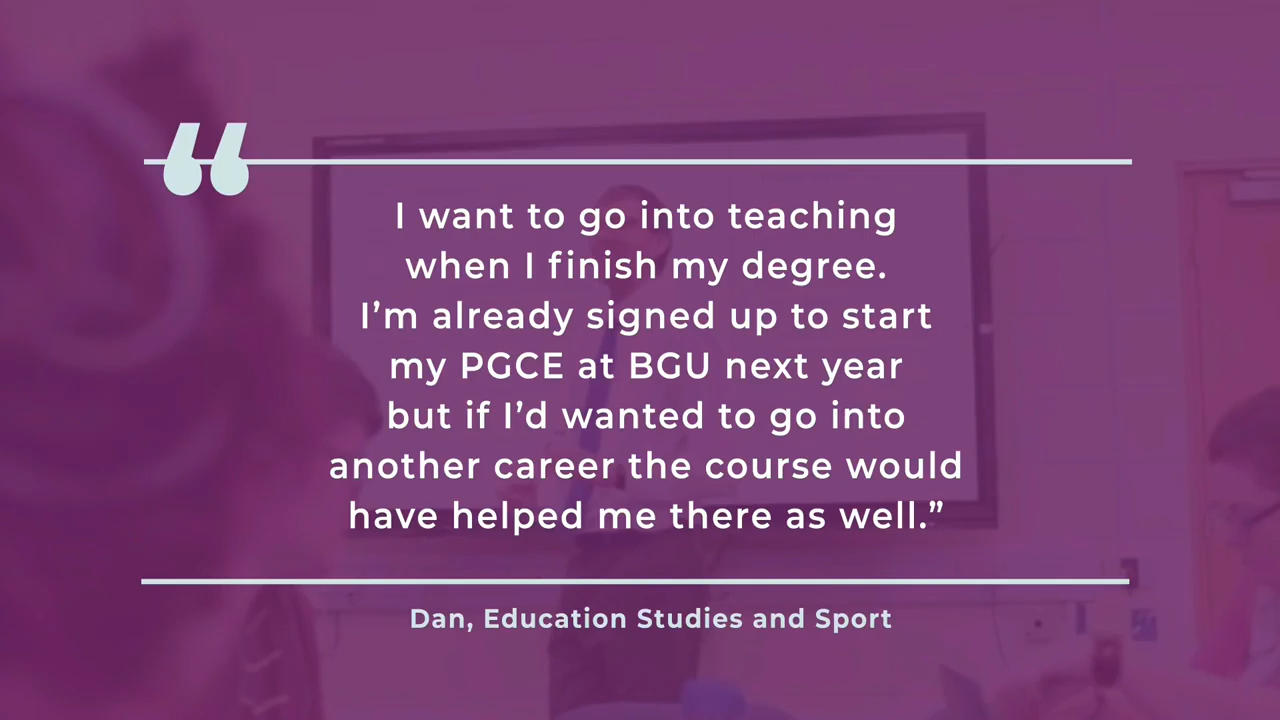 “
I want to go into teaching
when I finish my degree.
I’m already signed up to start
my PGCE at BGU next year
but if I’d wanted to go into
another career the course would
have helped me there as well.”
Dan, Education Studies and Sport